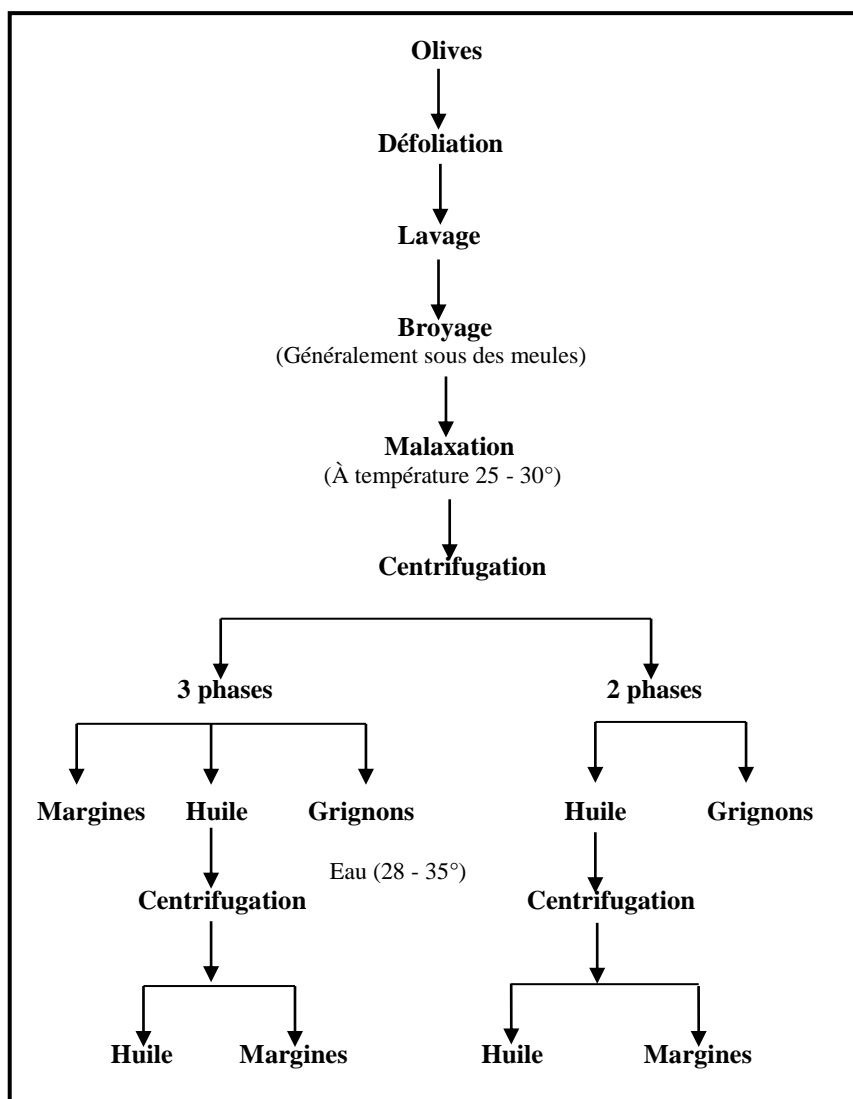 Olives
Défoliation
Lavage
Broyage
(Généralement sous des meules)
Malaxation
(À température 25 - 30°)
Centrifugation
3 phases
2 phases
Margines
Huile
Grignons
Huile
Grignons
Eau (28 - 35°)
Centrifugation
Centrifugation
Huile
Margines
Huile
Margines